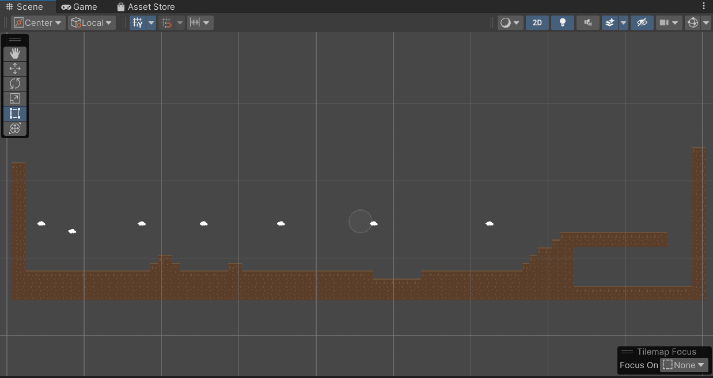 Scene Game Asset Store
Center Local 2D
Tilemap Focus
Focus On None